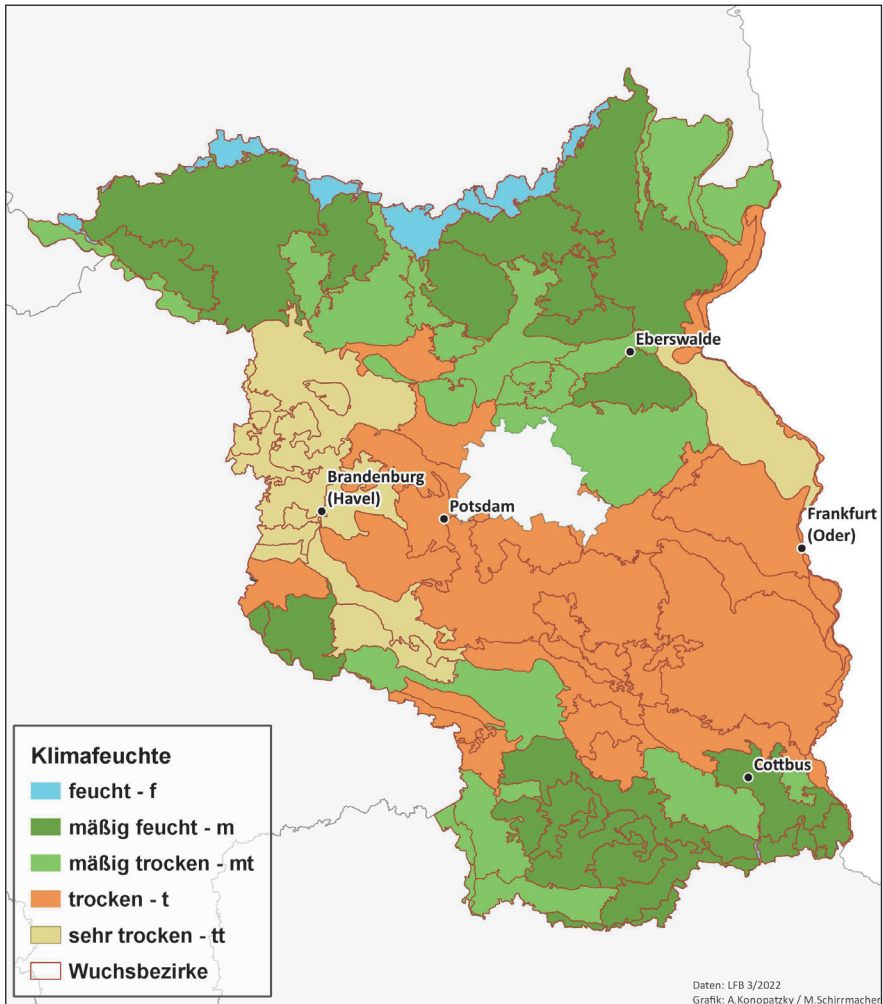 Eberswalde
Brandenburg
(Havel)
Potsdam
Frankfurt
(Oder)
Cottbus
Klimafeuchte
feucht - f
mäßig feucht - m
mäßig trocken - mt
trocken - t
sehr trocken - tt
Wuchsbezirke
Daten: LFB 3/2022
Grafik: A.Konopatzky / M.Schirrmacher